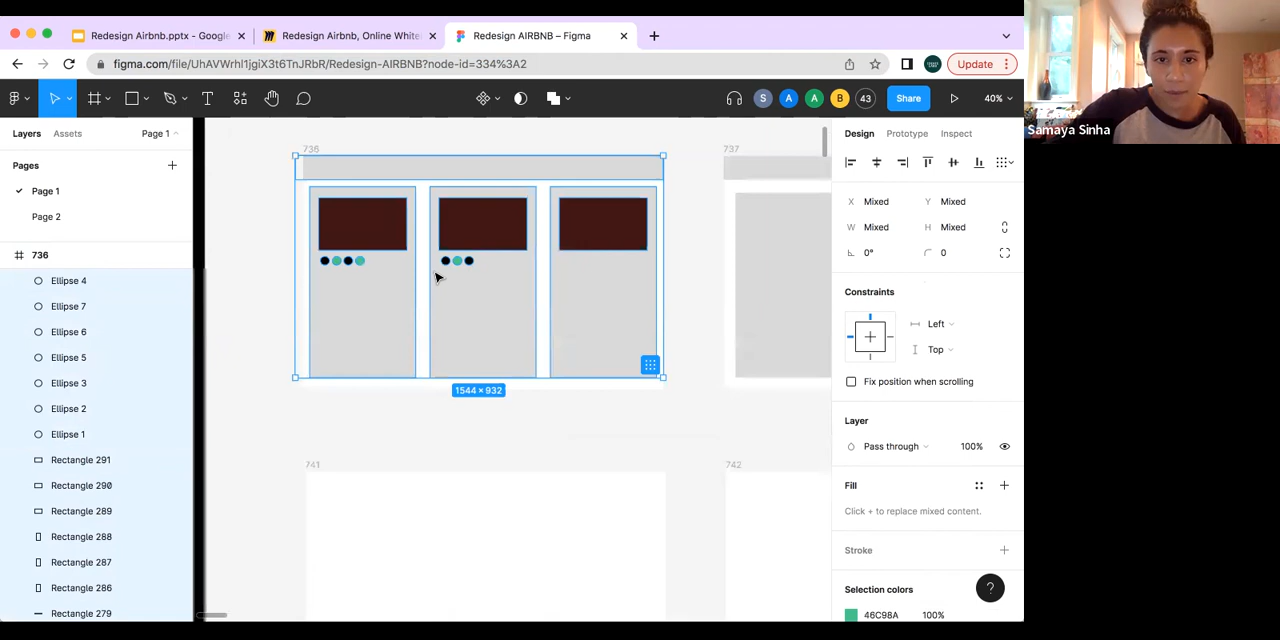 Redesign Airbnb.pptx - Google
Redesign Airbnb, Online White
Redesign AIRBNB – Figma
figma.com/file/UhAVWrhl1jgiX3t6TnJRbR/Redesign-AIRBNB?node-id=334%3A2
Update
S
A
A
B
43
Share
40%
Samaya Sinha
Layers
Assets
Page 1
Pages
Page 1
Page 2
736
Ellipse 4
Ellipse 7
Ellipse 6
Ellipse 5
Ellipse 3
Ellipse 2
Ellipse 1
Rectangle 291
Rectangle 290
Rectangle 289
Rectangle 288
Rectangle 287
Rectangle 286
Rectangle 279
736
737
1544 × 932
741
742
Design
Prototype
Inspect
X Mixed
Y Mixed
W Mixed
H Mixed
0°
0
Constraints
Left
Top
Fix position when scrolling
Layer
Pass through
100%
Fill
Click + to replace mixed content.
Stroke
Selection colors
46C98A
100%
?